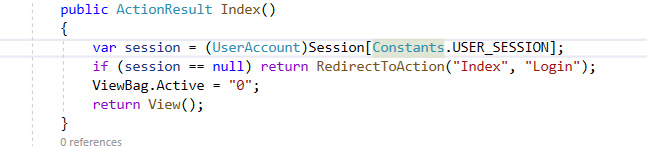 public ActionResult Index()
{
var session = (UserAccount)Session[Constants.USER_SESSION];
if (session == null) return RedirectToAction("Index", "Login");
ViewBag.Active = "0";
return View();
}
0 references